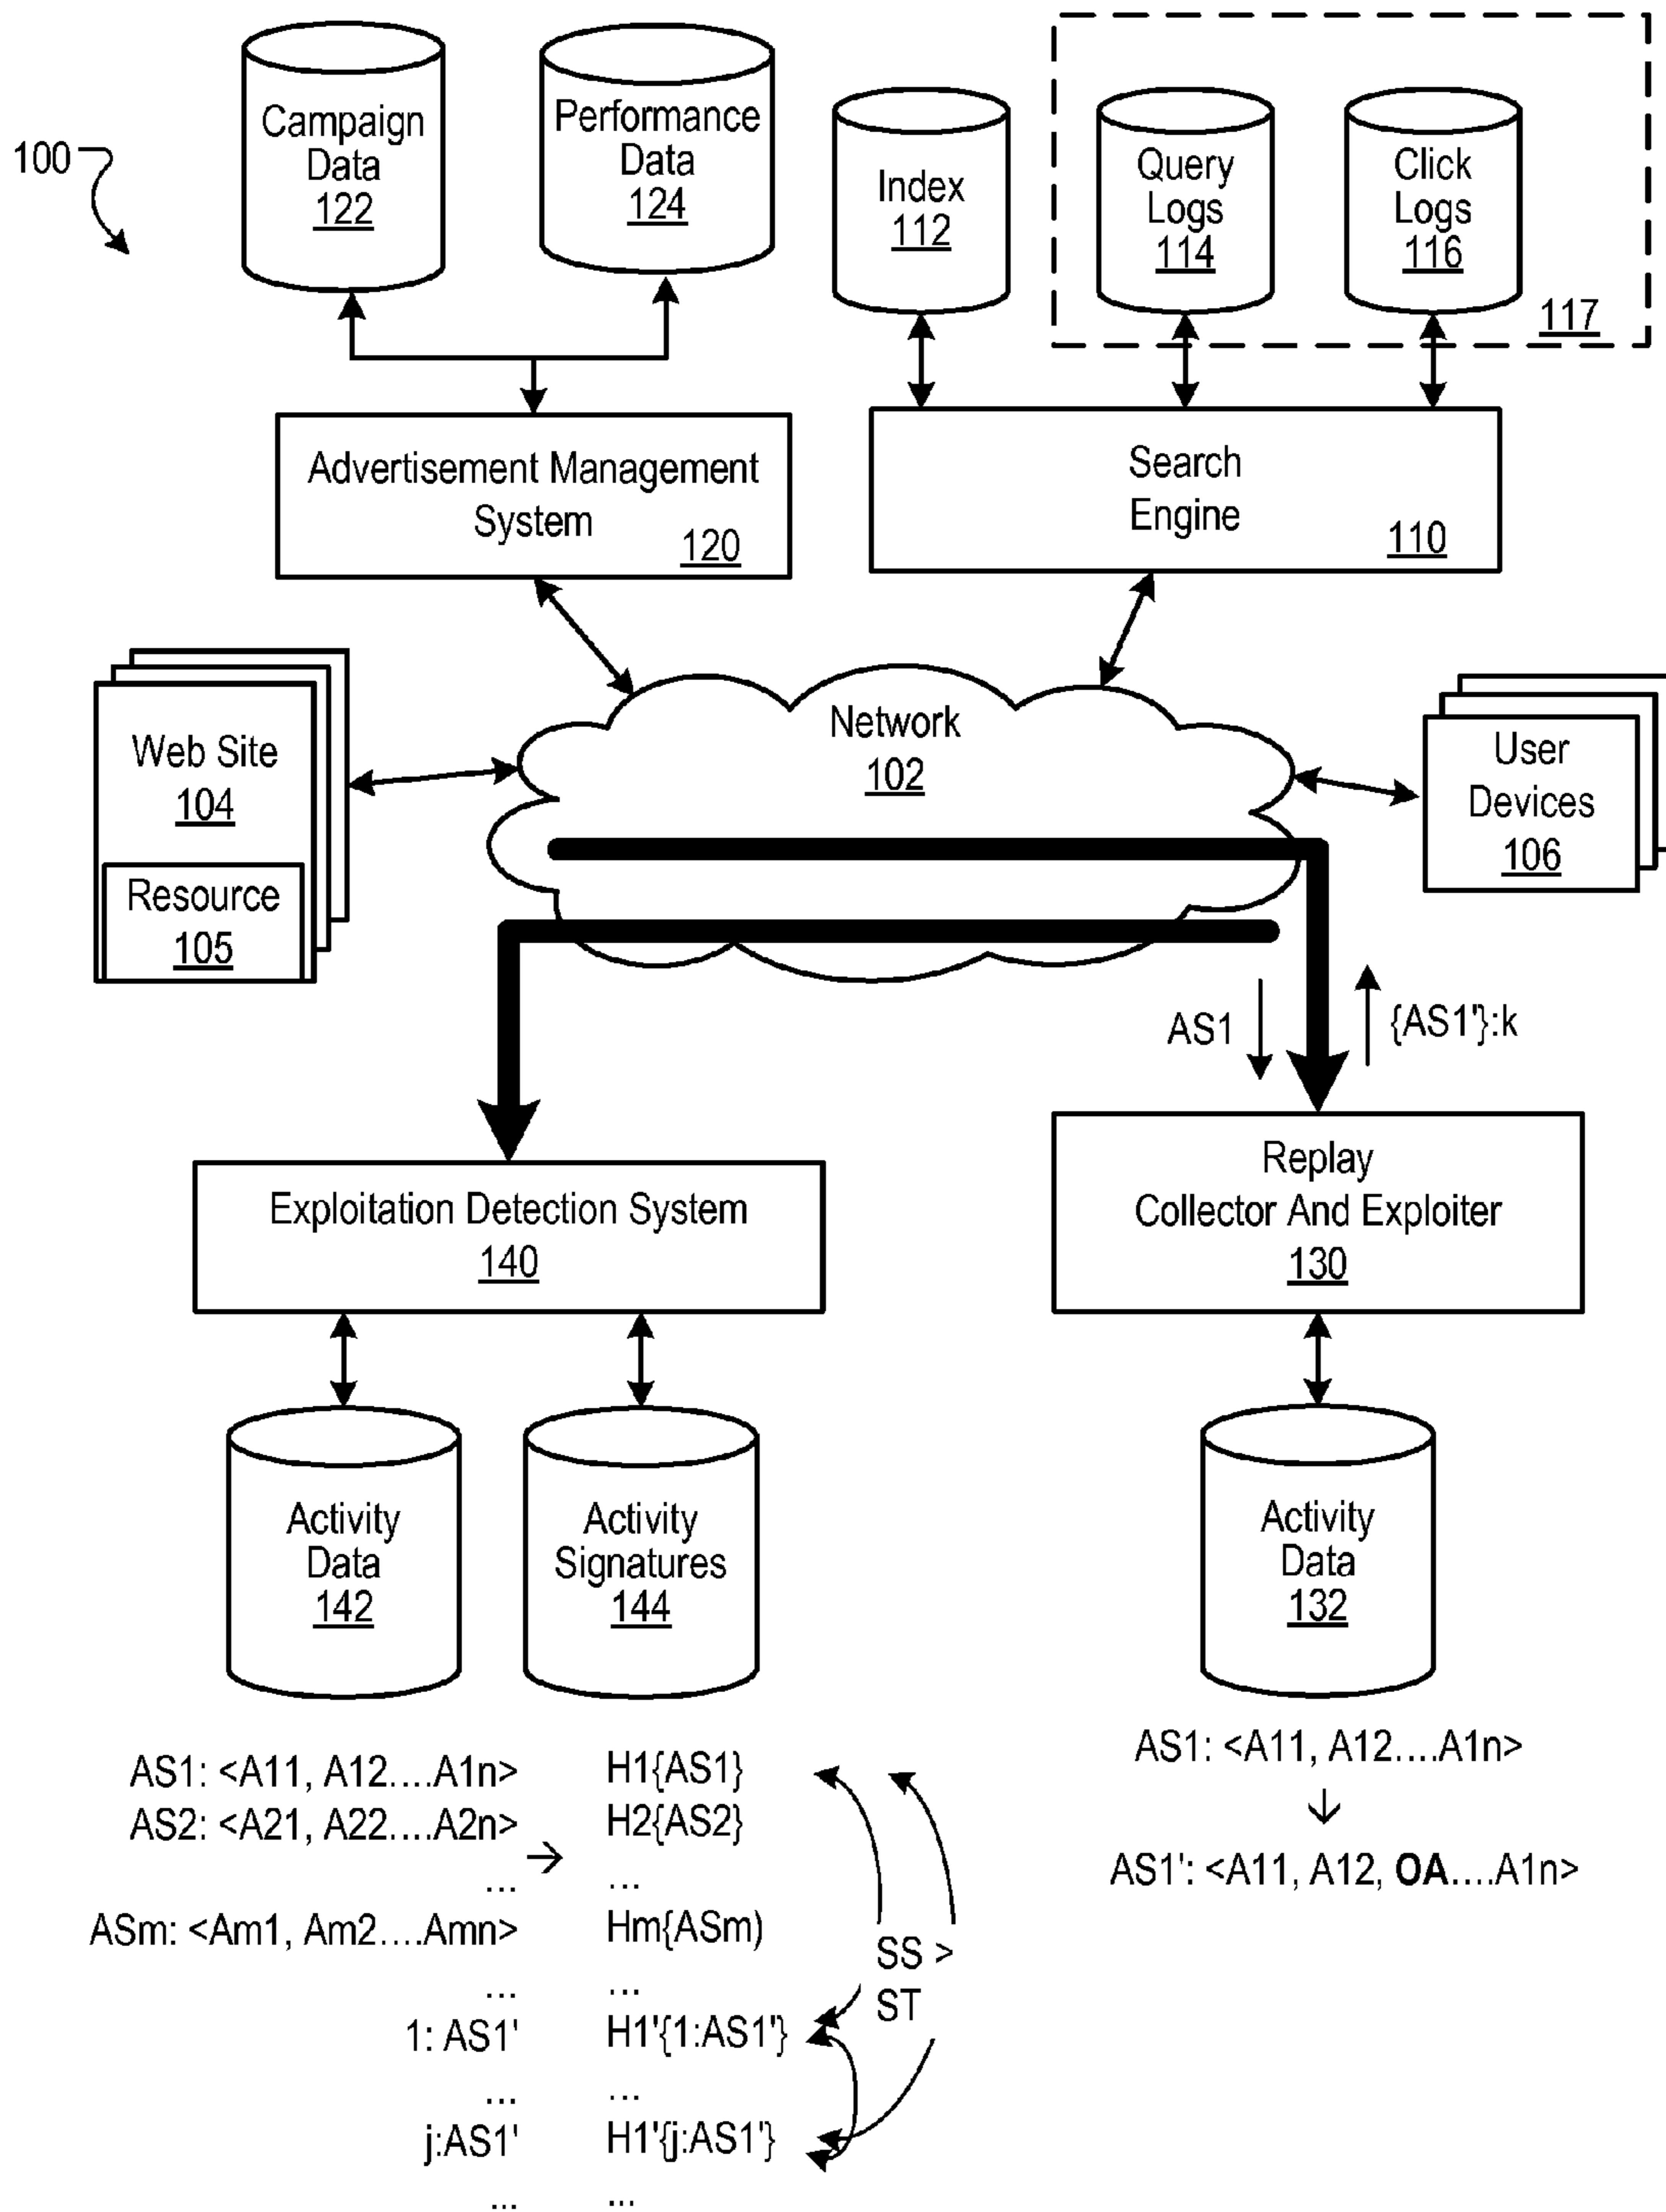 100
Campaign
Data
122
Performance
Data
124
Index
112
Query
Logs
114
Click
Logs
116
117
Advertisement Management
System
120
Search
Engine
110
Web Site
104
Resource
105
Network
102
User
Devices
106
AS1
{AS1'}:k
Exploitation Detection System
140
Replay
Collector And Exploiter
130
Activity
Data
142
Activity
Signatures
144
Activity
Data
132
AS1: <A11, A12....A1n>
AS2: <A21, A22....A2n>
→
...
ASm: <Am1, Am2....Amn>
...
1: AS1'
...
j:AS1'
...
H1{AS1}
H2{AS2}
...
Hm{ASm)
...
H1'{1:AS1'}
...
H1'{j:AS1'}
...
SS >
ST
AS1: <A11, A12....A1n>
↓
AS1': <A11, A12, OA....A1n>